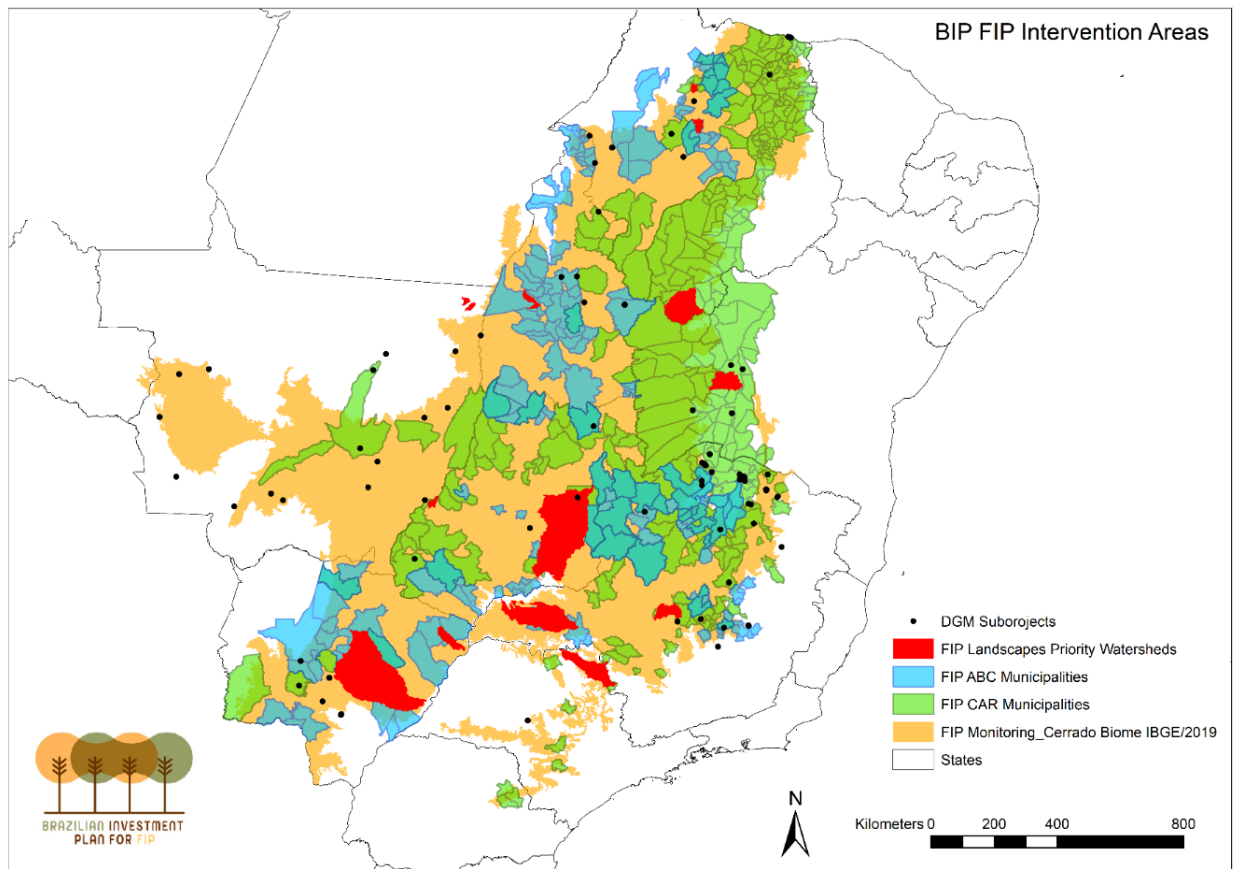 BIP FIP Intervention Areas
DGM Suborojects
FIP Landscapes Priority Watersheds
FIP ABC Municipalities
FIP CAR Municipalities
FIP Monitoring_Cerrado Biome IBGE/2019
States
N
Kilometers 0 200 400 800
BRAZILIAN INVESTMENT
PLAN FOR FIP